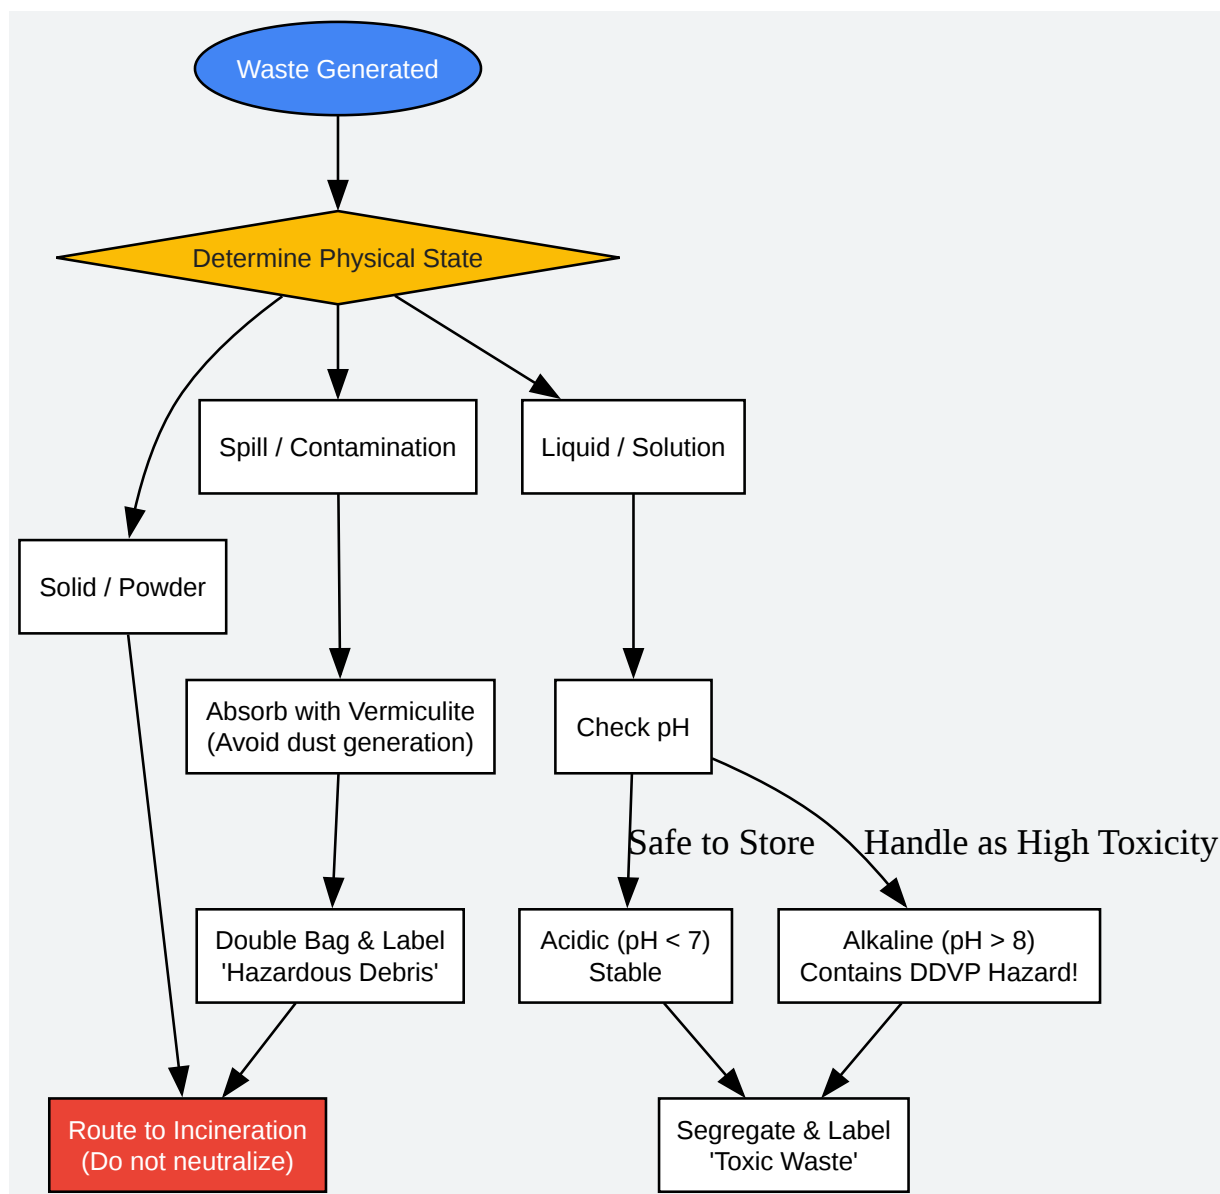 Waste Generated
Determine Physical State
Spill / Contamination
Liquid / Solution
Solid / Powder
Absorb with Vermiculite
(Avoid dust generation)
Check pH
Safe to Store
Handle as High Toxicity
Double Bag & Label
'Hazardous Debris'
Acidic (pH < 7)
Stable
Alkaline (pH > 8)
Contains DDVP Hazard!
Route to Incineration
(Do not neutralize)
Segregate & Label
'Toxic Waste'